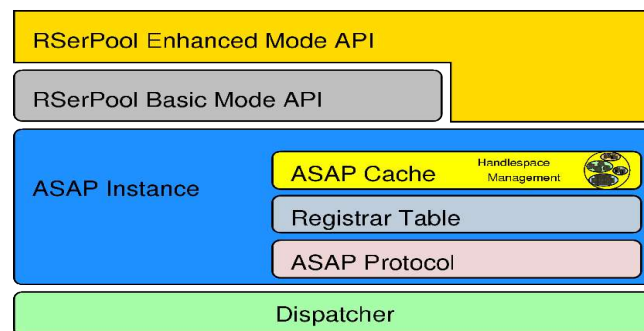 RSerPool Enhanced Mode API
RSerPool Basic Mode API
ASAP Instance
ASAP Cache
Handlespace
Management
Registrar Table
ASAP Protocol
Dispatcher